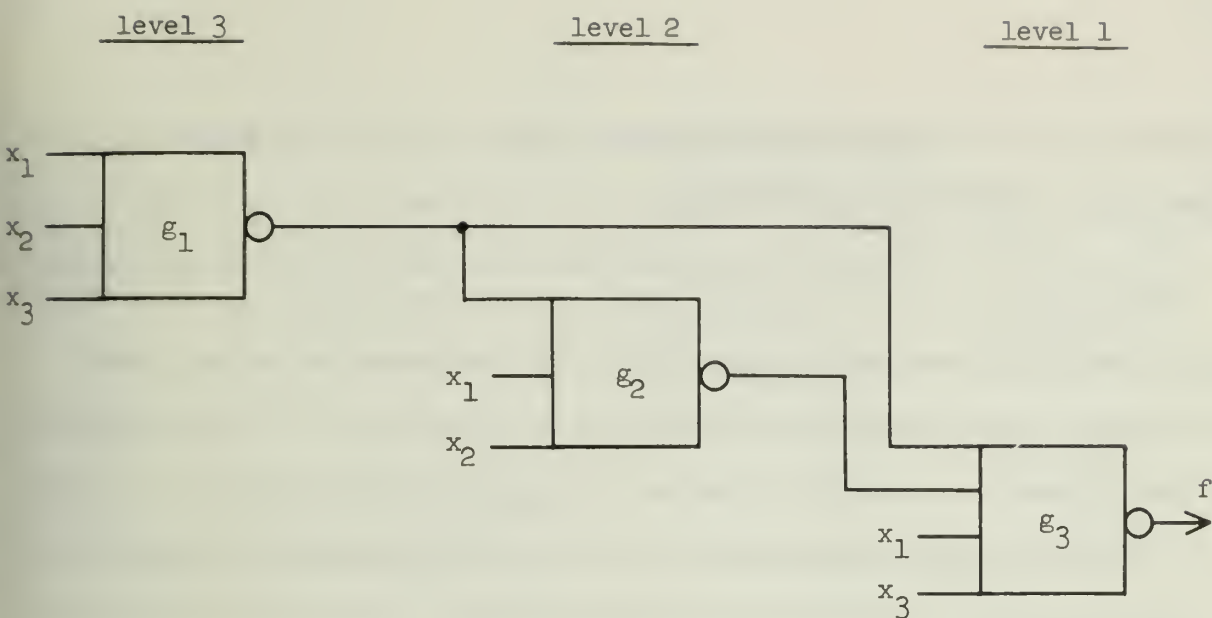 level 3 level 2 level 1
x₁
x₂ g₁
x₃
x₁ g₂
x₂
f
x₁ g₃
x₃